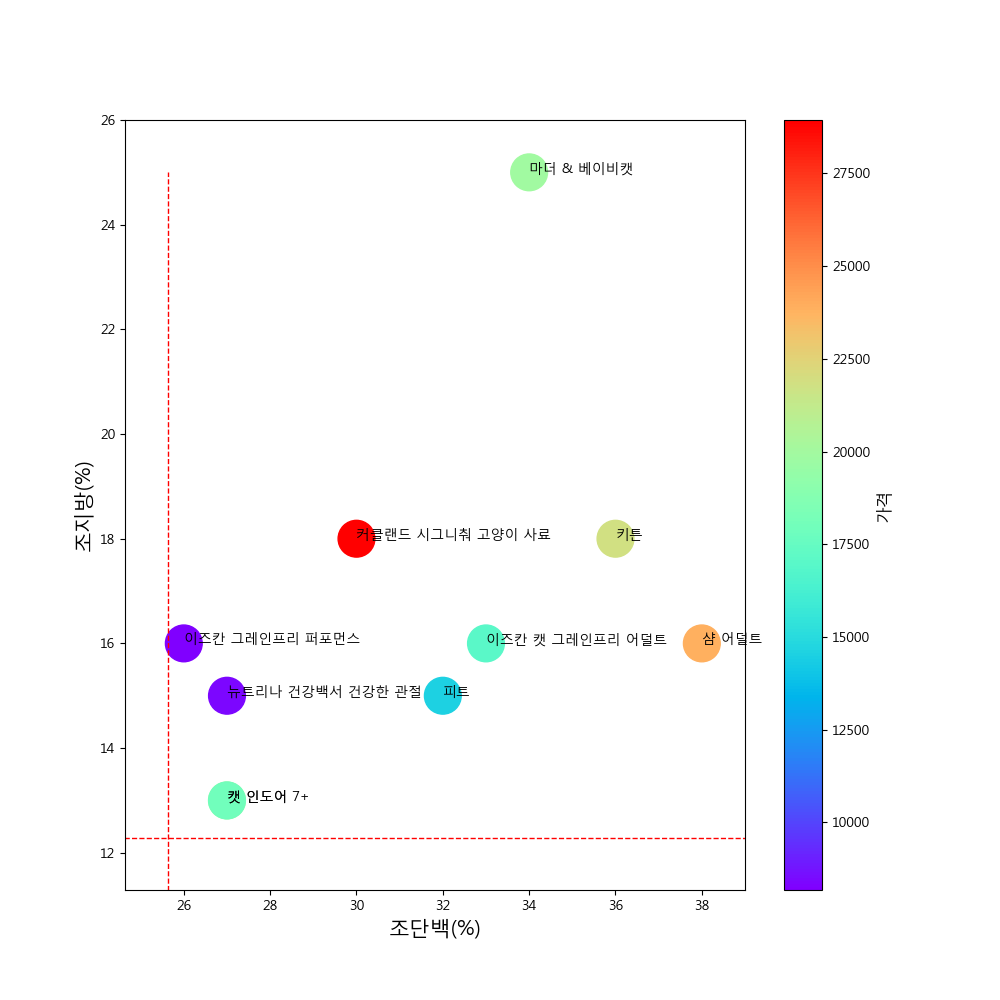 26
24
22
20
18
16
14
12
조지방(%)
마더 & 베이비캣
커클랜드 시그니춰 고양이 사료
키튼
이즈칸 그레인프리 퍼포먼스
이즈칸 캣 그레인프리 어덜트
샴 어덜트
뉴트리나 건강백서 건강한 관절
피트
캣 인도어 7+
26 28 30 32 34 36 38
조단백(%)
27500
25000
22500
20000
17500
15000
12500
10000
가격